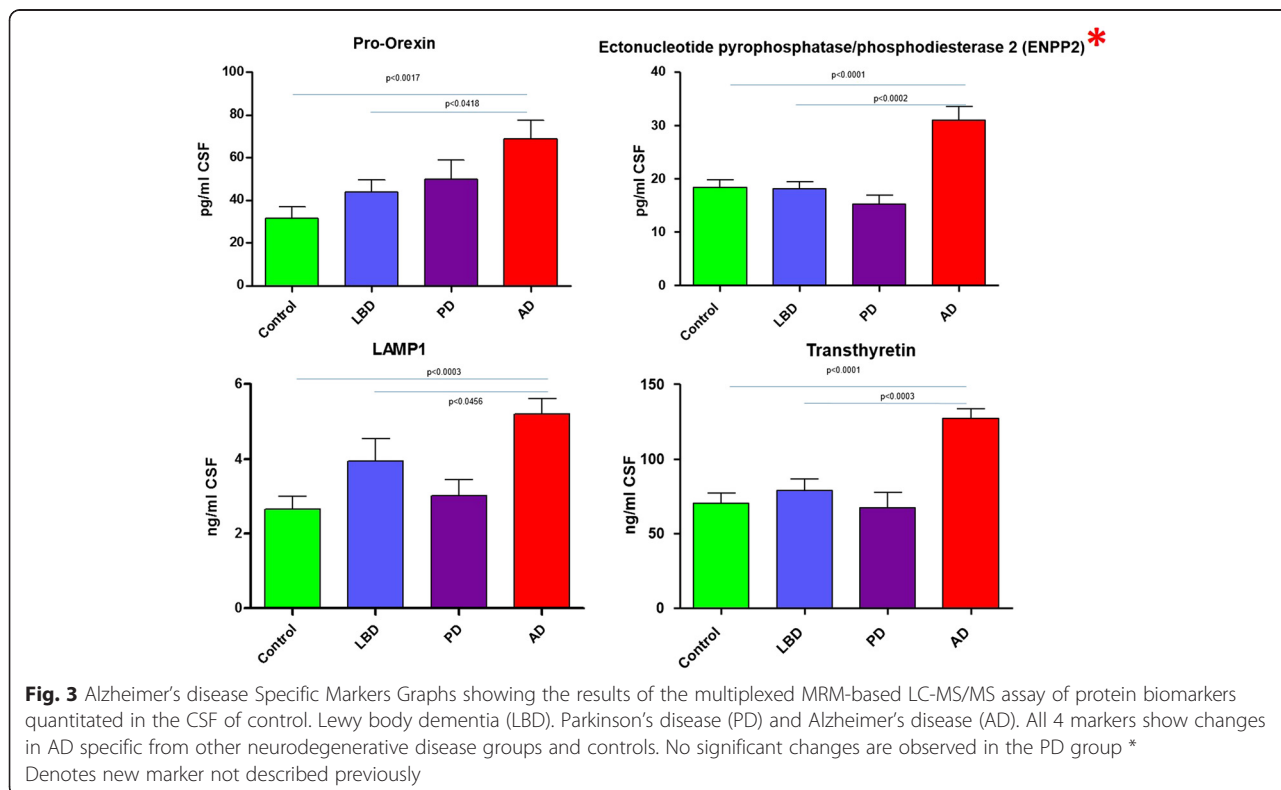 Pro-Orexin
100
80
60
40
20
0
pg/ml CSF
p<0.0017
p<0.0418
Control
LBD
PD
AD
Ectonucleotide pyrophosphatase/phosphodiesterase 2 (ENPP2)*
40
30
20
10
0
pg/ml CSF
p<0.0001
p<0.0002
Control
LBD
PD
AD
LAMP1
6
4
2
0
ng/ml CSF
p<0.0003
p<0.0456
Control
LBD
PD
AD
Transthyretin
150
100
50
0
ng/ml CSF
p<0.0001
p<0.0003
Control
LBD
PD
AD
Fig. 3 Alzheimer's disease Specific Markers Graphs showing the results of the multiplexed MRM-based LC-MS/MS assay of protein biomarkers
quantitated in the CSF of control. Lewy body dementia (LBD). Parkinson's disease (PD) and Alzheimer's disease (AD). All 4 markers show changes
in AD specific from other neurodegenerative disease groups and controls. No significant changes are observed in the PD group *
Denotes new marker not described previously